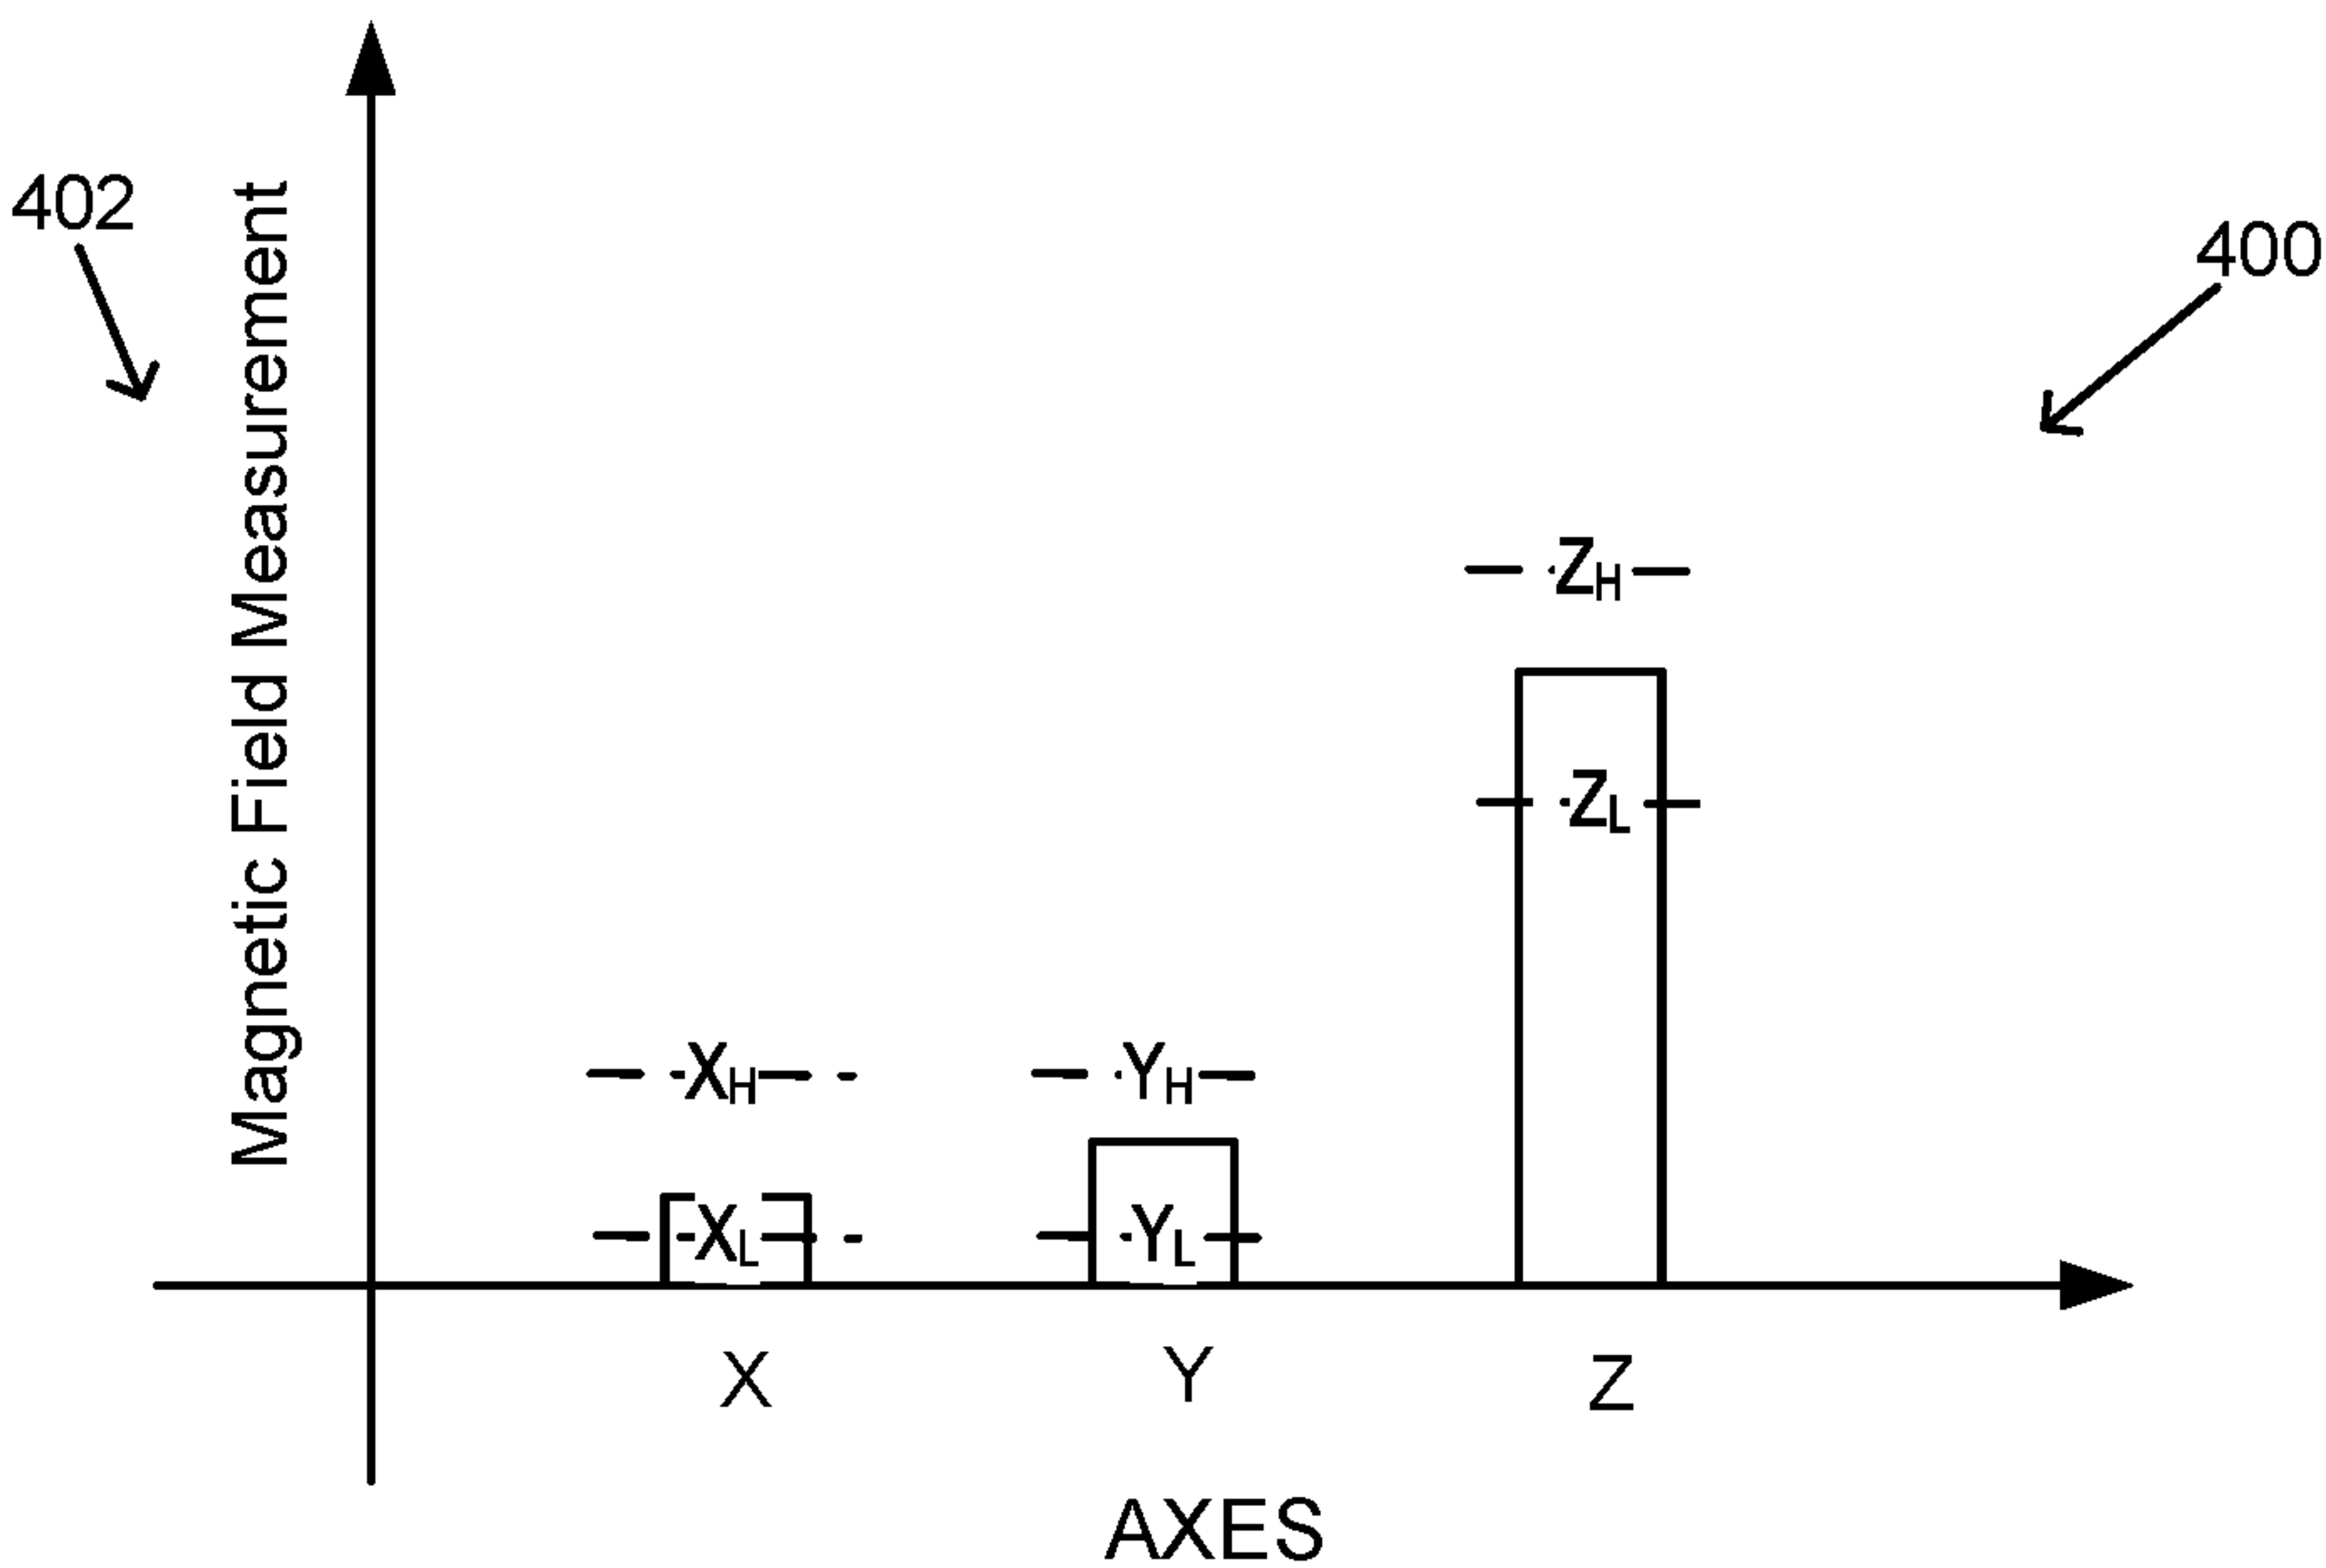 402
400
Magnetic Field Measurement
ZH
ZL
XH
YH
XL
YL
X
Y
Z
AXES